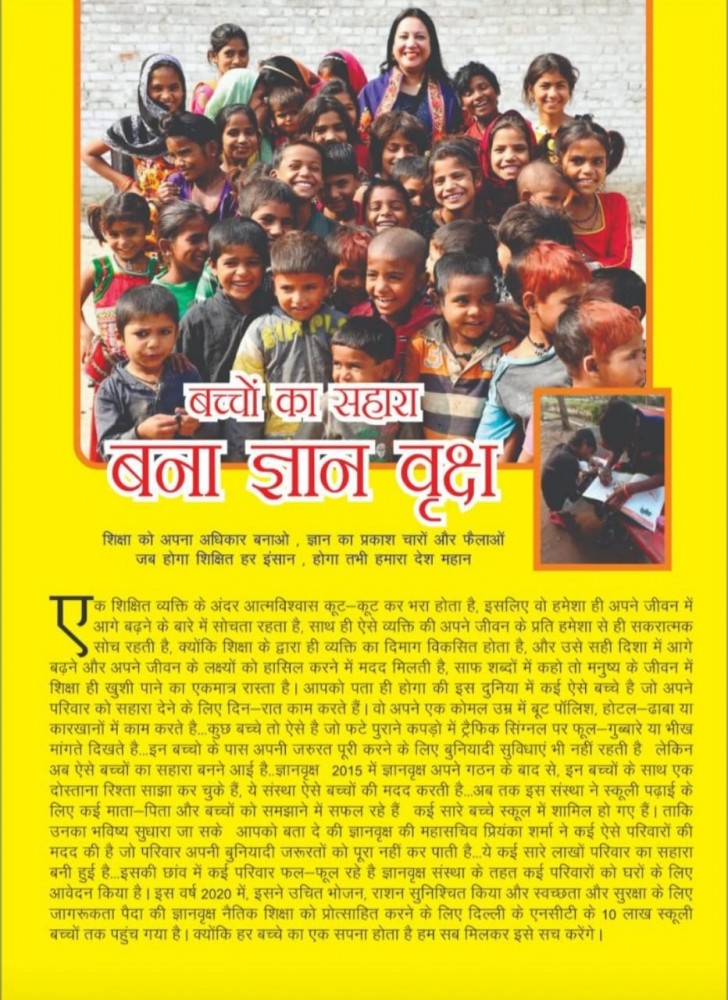 बच्चों का सहारा
बना ज्ञान वृक्ष
शिक्षा को अपना अधिकार बनाओ , ज्ञान का प्रकाश चारों और फैलाओं
जब होगा शिक्षित हर इंसान , होगा तभी हमारा देश महान
एक शिक्षित व्यक्ति के अंदर आत्मविश्वास कूट–कूट कर भरा होता है, इसलिए वो हमेशा ही अपने जीवन में
आगे बढ़ने के बारे में सोचता रहता है, साथ ही ऐसे व्यक्ति की अपने जीवन के प्रति हमेशा से ही सकरात्मक
सोच रहती है, क्योंकि शिक्षा के द्वारा ही व्यक्ति का दिमाग विकसित होता है, और उसे सही दिशा में आगे
बढ़ने और अपने जीवन के लक्ष्यों को हासिल करने में मदद मिलती है, साफ शब्दों में कहो तो मनुष्य के जीवन में
शिक्षा ही खुशी पाने का एकमात्र रास्ता है। आपको पता ही होगा की इस दुनिया में कई ऐसे बच्चे है जो अपने
परिवार को सहारा देने के लिए दिन–रात काम करते हैं। वो अपने एक कोमल उम्र में बूट पॉलिश, होटल–ढाबा या
कारखानों में काम करते है...कुछ बच्चे तो ऐसे है जो फटे पुराने कपड़ो में ट्रैफिक सिंग्नल पर फूल–गुब्बारे या भीख
मांगते दिखते है...इन बच्चो के पास अपनी जरुरत पूरी करने के लिए बुनियादी सुविधाएं भी नहीं रहती है लेकिन
अब ऐसे बच्चों का सहारा बनने आई है..ज्ञानवृक्ष 2015 में ज्ञानवृक्ष अपने गठन के बाद से, इन बच्चों के साथ एक
दोस्ताना रिश्ता साझा कर चुके हैं, ये संस्था ऐसे बच्चों की मदद करती है...अब तक इस संस्था ने स्कूली पढ़ाई के
लिए कई माता–पिता और बच्चों को समझाने में सफल रहे हैं कई सारे बच्चे स्कूल में शामिल हो गए हैं। ताकि
उनका भविष्य सुधारा जा सके आपको बता दे की ज्ञानवृक्ष की महासचिव प्रियंका शर्मा ने कई ऐसे परिवारों की
मदद की है जो परिवार अपनी बुनियादी जरूरतों को पूरा नहीं कर पाती है...ये कई सारे लाखों परिवार का सहारा
बनी हुई है...इसकी छांव में कई परिवार फल–फूल रहे है ज्ञानवृक्ष संस्था के तहत कई परिवारों को घरों के लिए
आवेदन किया है। इस वर्ष 2020 में, इसने उचित भोजन, राशन सुनिश्चित किया और स्वच्छता और सुरक्षा के लिए
जागरूकता पैदा की ज्ञानवृक्ष नैतिक शिक्षा को प्रोत्साहित करने के लिए दिल्ली के एनसीटी के 10 लाख स्कूली
बच्चों तक पहुंच गया है। क्योंकि हर बच्चे का एक सपना होता है हम सब मिलकर इसे सच करेंगे।